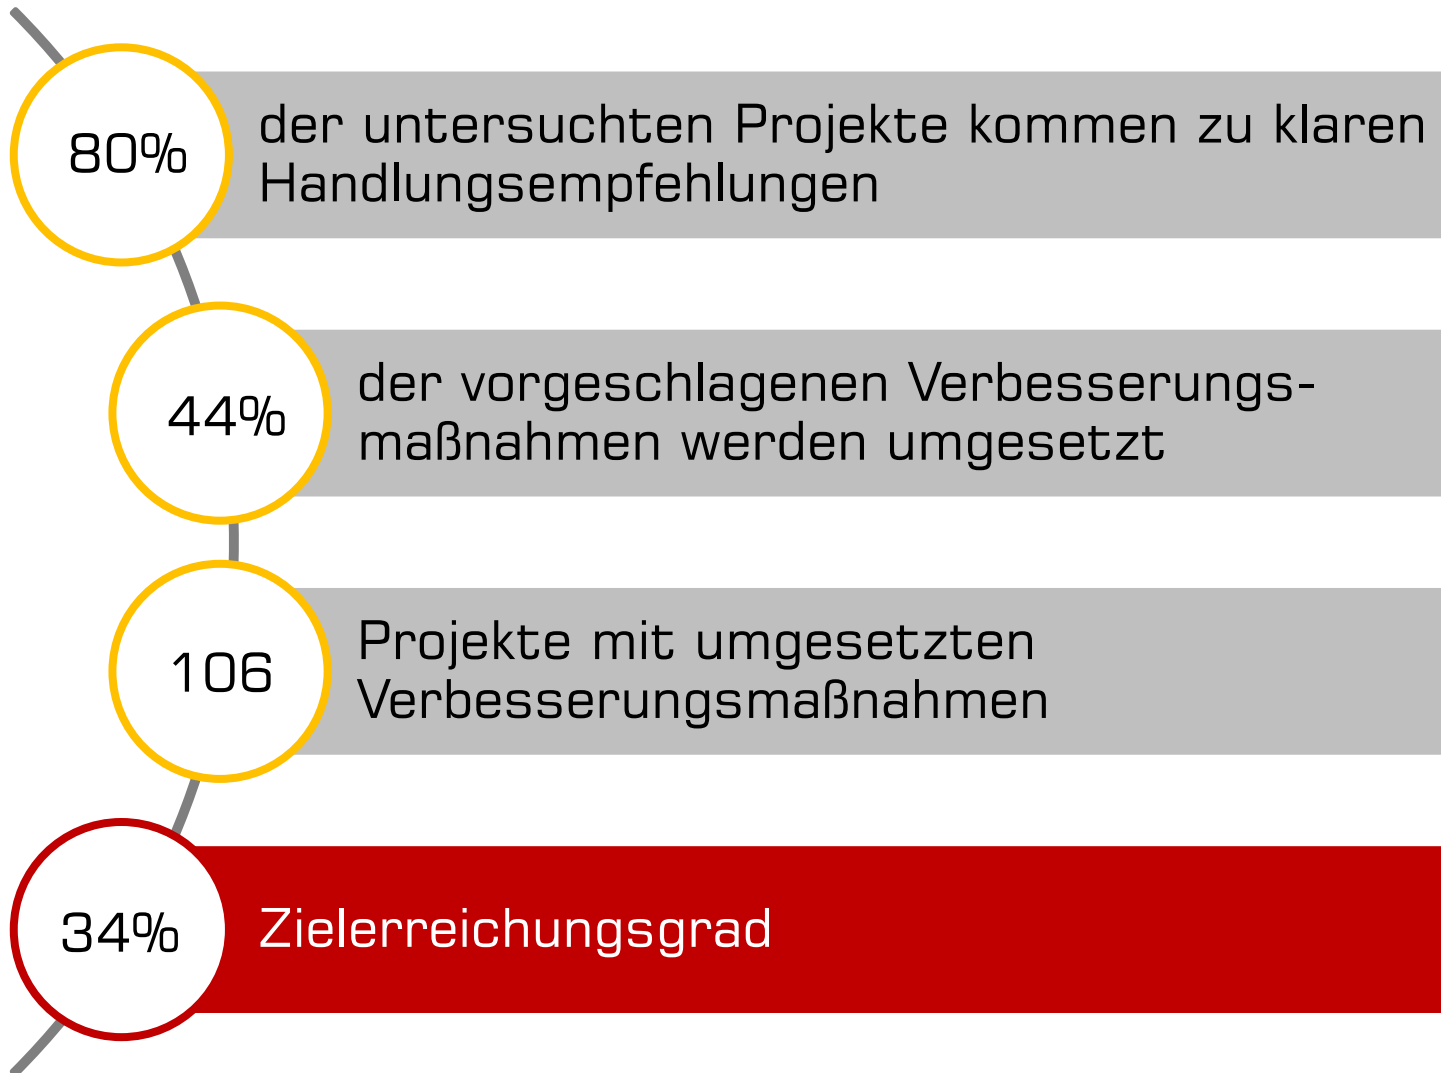 80%
der untersuchten Projekte kommen zu klaren
Handlungsempfehlungen
44%
der vorgeschlagenen Verbesserungs-
maßnahmen werden umgesetzt
106
Projekte mit umgesetzten
Verbesserungsmaßnahmen
34%
Zielerreichungsgrad